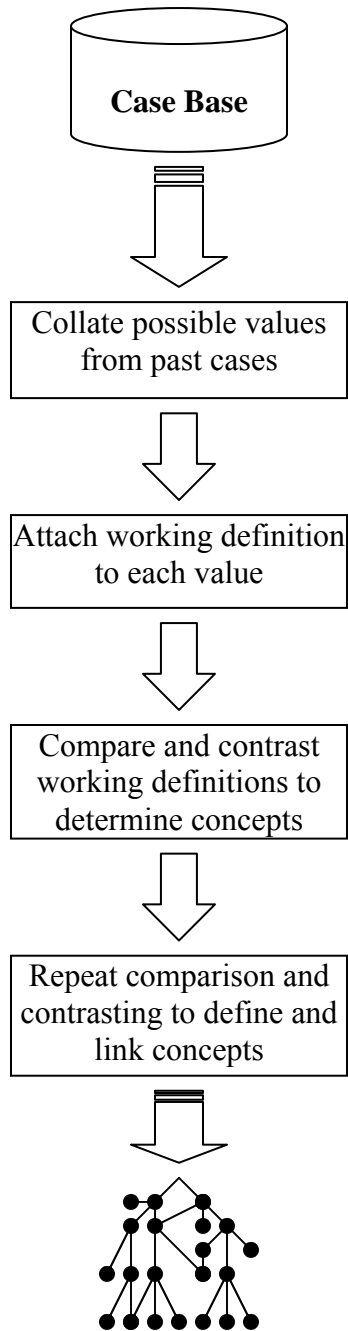 Case Base
Collate possible values
from past cases
Attach working definition
to each value
Compare and contrast
working definitions to
determine concepts
Repeat comparison and
contrasting to define and
link concepts